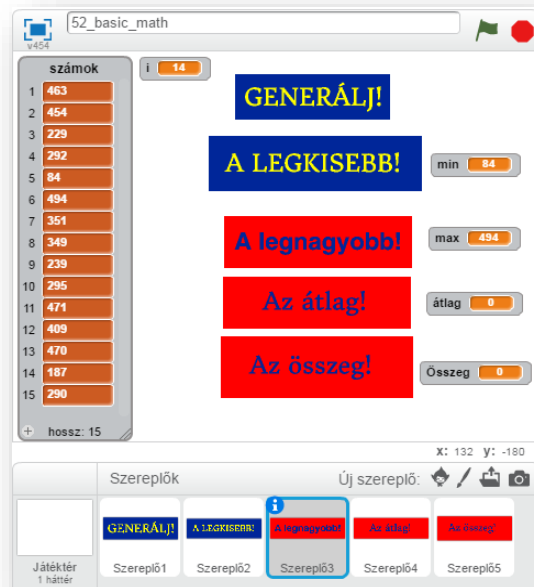 52_basic_math
v454
számok
1 463
2 454
3 229
4 292
5 84
6 494
7 351
8 349
9 239
10 295
11 471
12 409
13 470
14 187
15 290
+ hossz: 15
i 14
GENERÁLJ!
A LEGKISEBB!
min 84
A legnagyobb!
max 494
Az átlag!
átlag 0
Az összeg!
Összeg 0
x: 132 y: -180
Szereplők
Új szereplő:
Játéktér
1 háttér
GENERÁLJ!
Szereplő1
A LEGKISEBB!
Szereplő2
i
A legnagyobb!
Szereplő3
Az átlag!
Szereplő4
Az összeg!
Szereplő5